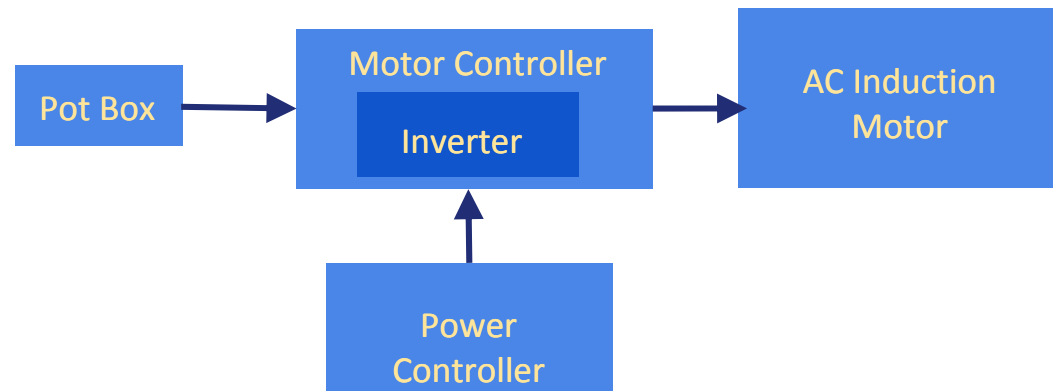 Motor Controller
Pot Box
Inverter
AC Induction
Motor
Power
Controller